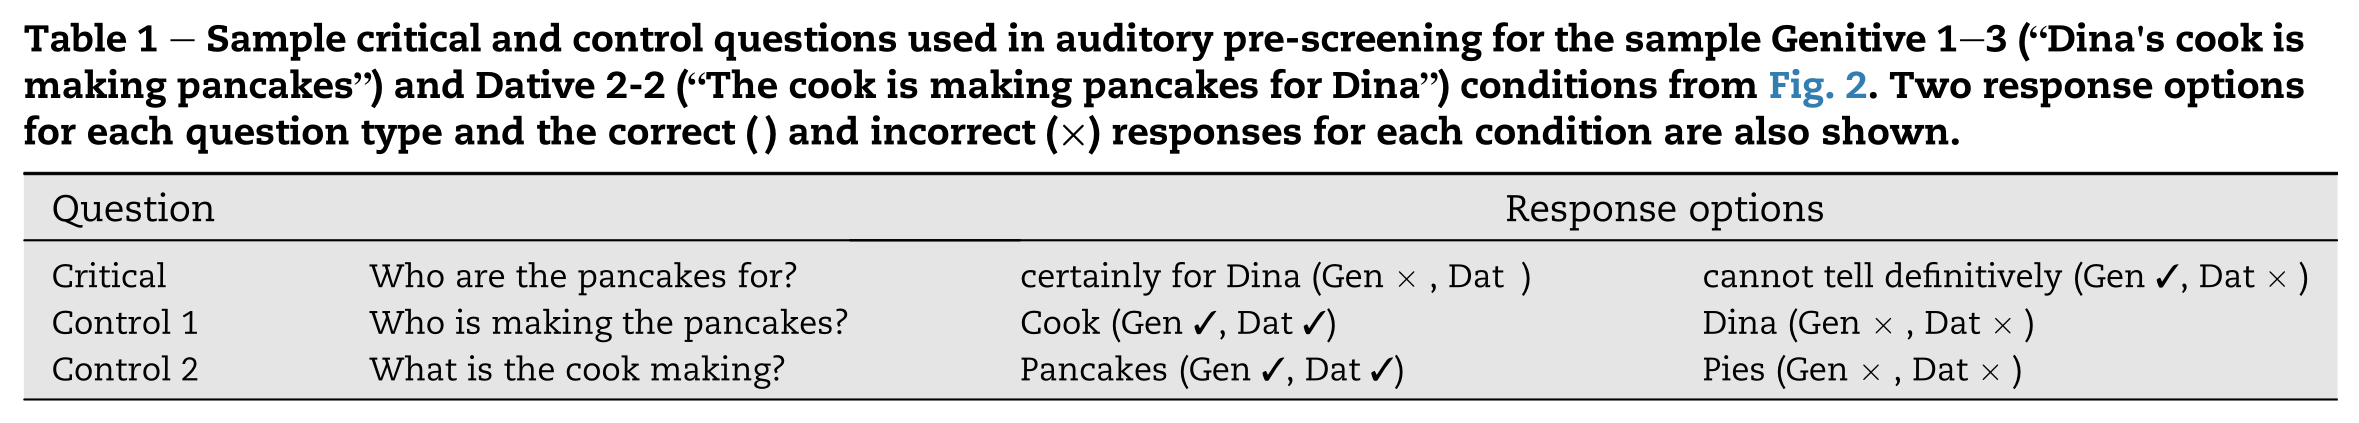 Table 1 – Sample critical and control questions used in auditory pre-screening for the sample Genitive 1–3 (“Dina's cook is
making pancakes”) and Dative 2-2 (“The cook is making pancakes for Dina”) conditions from Fig. 2. Two response options
for each question type and the correct ( ) and incorrect (×) responses for each condition are also shown.
Question Response options
Critical Who are the pancakes for? certainly for Dina (Gen × , Dat ) cannot tell definitively (Gen ✓, Dat × )
Control 1 Who is making the pancakes? Cook (Gen ✓, Dat ✓) Dina (Gen × , Dat × )
Control 2 What is the cook making? Pancakes (Gen ✓, Dat ✓) Pies (Gen × , Dat × )